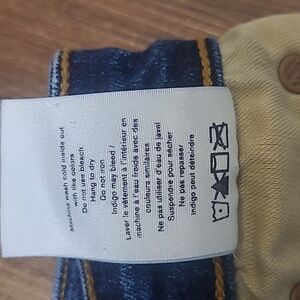 Machine wash cold inside out
with like colors
Do not use bleach
Hang to dry
Do not iron
Indigo may bleed /
Laver le vêtement à l'intérieur en
machine à l'eau froide avec des
couleurs similaires
Ne pas utiliser d'eau de javel
Suspendre pour sécher
Ne pas repasser
indigo peut déteindre